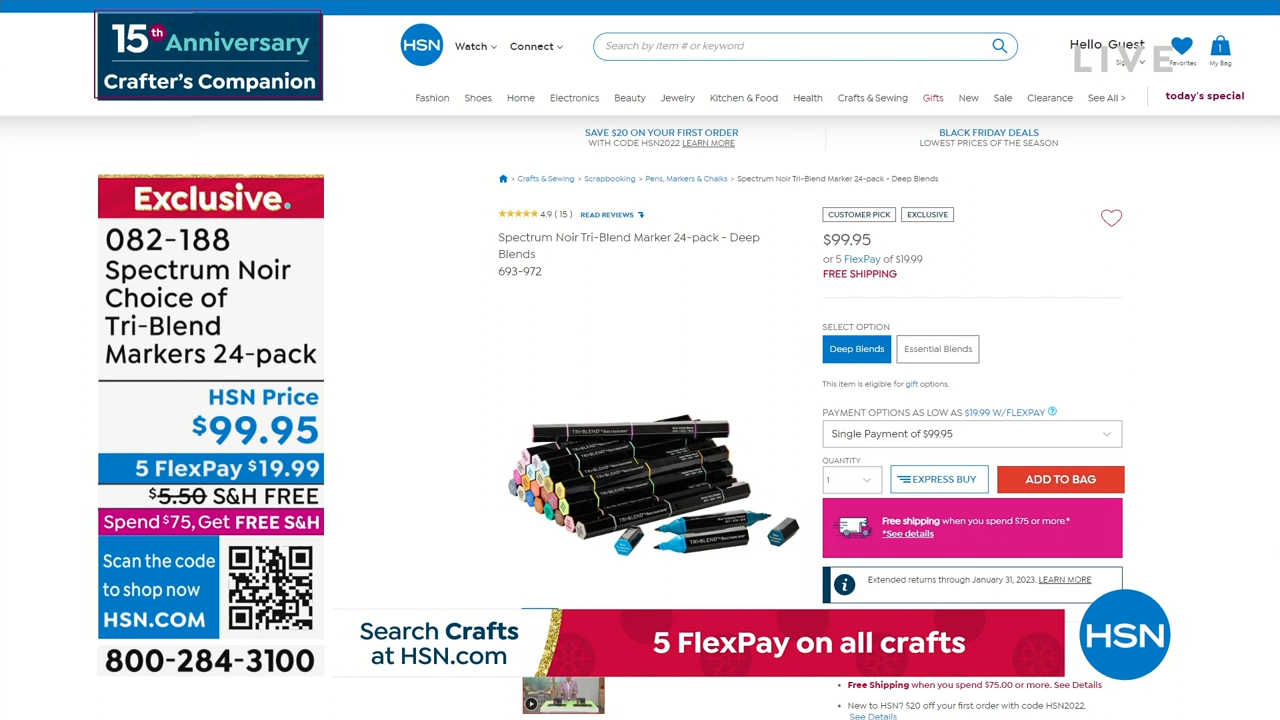 15th Anniversary
Crafter's Companion
HSN
Watch
Connect
Search by item # or keyword
Hello, Guest
LIVE
Favorites
1
My Bag
Fashion Shoes Home Electronics Beauty Jewelry Kitchen & Food Health Crafts & Sewing Gifts New Sale Clearance See All >
today's special
SAVE $20 ON YOUR FIRST ORDER
WITH CODE HSN2022 LEARN MORE
BLACK FRIDAY DEALS
LOWEST PRICES OF THE SEASON
Exclusive.
082-188
Spectrum Noir
Choice of
Tri-Blend
Markers 24-pack
HSN Price
$99.95
5 FlexPay $19.99
$5.50 S&H FREE
Spend $75, Get FREE S&H
Scan the code
to shop now
HSN.COM
800-284-3100
> Crafts & Sewing > Scrapbooking > Pens, Markers & Chalks > Spectrum Noir Tri-Blend Marker 24-pack - Deep Blends
4.9 ( 15 ) READ REVIEWS
Spectrum Noir Tri-Blend Marker 24-pack - Deep
Blends
693-972
CUSTOMER PICK
EXCLUSIVE
$99.95
or 5 FlexPay of $19.99
FREE SHIPPING
SELECT OPTION
Deep Blends
Essential Blends
This item is eligible for gift options.
PAYMENT OPTIONS AS LOW AS $19.99 W/FLEXPAY
Single Payment of $99.95
QUANTITY
1
EXPRESS BUY
ADD TO BAG
Free shipping when you spend $75 or more.*
*See details
Extended returns through January 31, 2023. LEARN MORE
TRI-BLEND
TRI-BLEND
Search Crafts
at HSN.com
5 FlexPay on all crafts
HSN
Free Shipping when you spend $75.00 or more. See Details
New to HSN? $20 off your first order with code HSN2022.
See Details